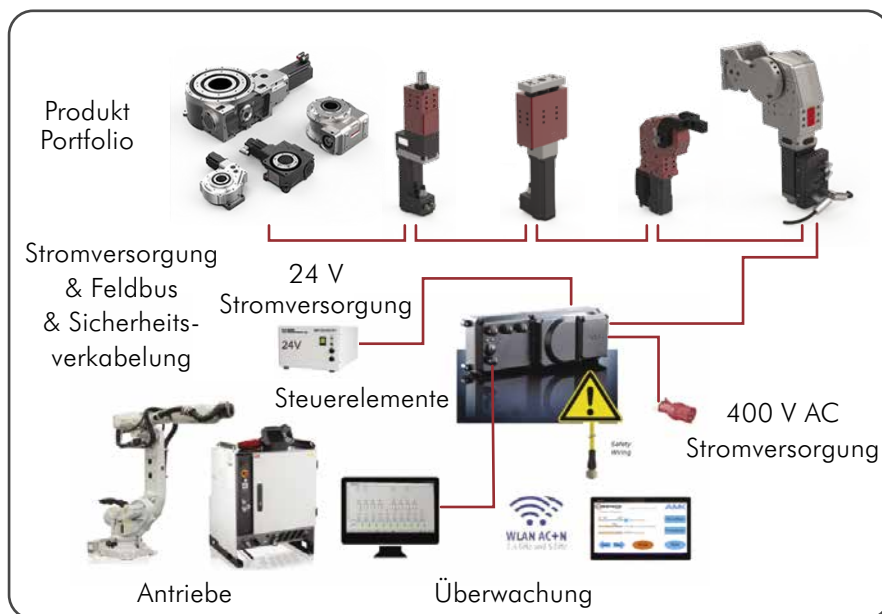 Produkt
Portfolio
Stromversorgung
& Feldbus
& Sicherheits-
verkabelung
24 V
Stromversorgung
24V
Steuerelemente
400 V AC
Stromversorgung
Safety
Wiring
WLAN AC+N
AMK
Antriebe
Überwachung